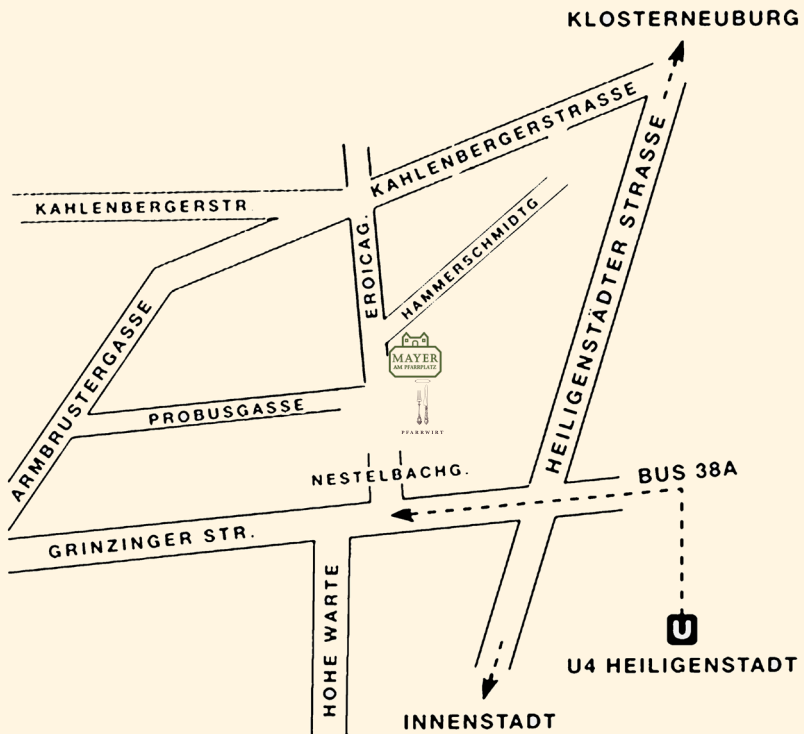 KLOSTERNEUBURG
KAHLENBERGERSTRASSE
KAHLENBERGERSTR.
HEILIGENSTÄDTER STRASSE
HAMMERSCHMIDTG
EROICAG.
MAYER
AM PFARRPLATZ
PFARRWIRT
ARMBRUSTERGASSE
PROBUSGASSE
NESTELBACHG.
BUS 38A
GRINZINGER STR.
HOHE WARTE
U
U4 HEILIGENSTADT
INNENSTADT